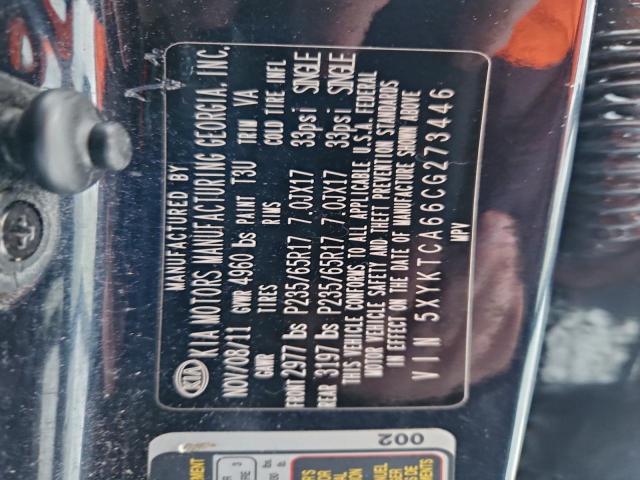 MANUFACTURED BY
KIA KIA MOTORS MANUFACTURING GEORGIA, INC.
NOV/08/11 GVWR 4960 lbs PAINT T3U TRIM VA
GAWR TIRES RIMS COLD TIRE INFL
FRONT 2977 lbs P235/65R17 7.0JX17 33psi SINGLE
REAR 3197 lbs P235/65R17 7.0JX17 33psi SINGLE
THIS VEHICLE CONFORMS TO ALL APPLICABLE U.S.A. FEDERAL
MOTOR VEHICLE SAFETY AND THEFT PREVENTION STANDARDS
IN EFFECT ON THE DATE OF MANUFACTURE SHOWN ABOVE
VIN 5XYKTCA66CG273446
MPV
002